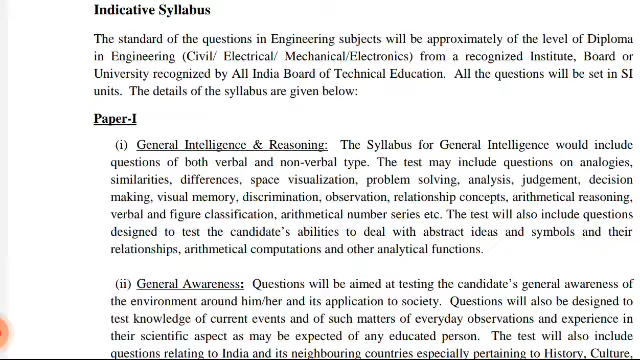 Indicative Syllabus
The standard of the questions in Engineering subjects will be approximately of the level of Diploma
in Engineering (Civil/ Electrical/ Mechanical/Electronics) from a recognized Institute, Board or
University recognized by All India Board of Technical Education.  All the questions will be set in SI
units.  The details of the syllabus are given below:
Paper-I
(i)  General Intelligence & Reasoning:  The Syllabus for General Intelligence would include
questions of both verbal and non-verbal type. The test may include questions on analogies,
similarities, differences, space visualization, problem solving, analysis, judgement, decision
making, visual memory, discrimination, observation, relationship concepts, arithmetical reasoning,
verbal and figure classification, arithmetical number series etc. The test will also include questions
designed to test the candidate's abilities to deal with abstract ideas and symbols and their
relationships, arithmetical computations and other analytical functions.
(ii)  General Awareness:  Questions will be aimed at testing the candidate's general awareness of
the environment around him/her and its application to society.  Questions will also be designed to
test knowledge of current events and of such matters of everyday observations and experience in
their scientific aspect as may be expected of any educated person.  The test will also include
questions relating to India and its neighbouring countries especially pertaining to History, Culture,